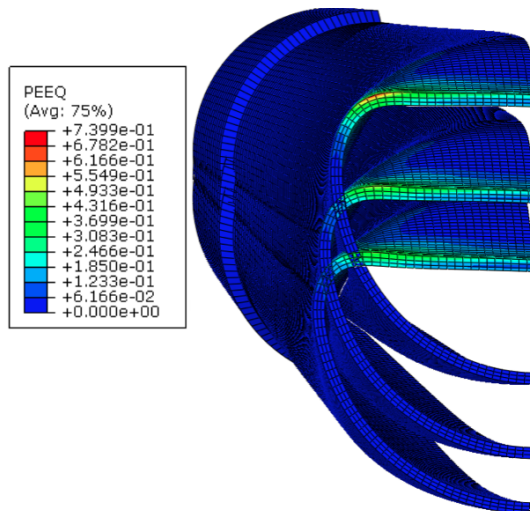 PEEQ
(Avg: 75%)
+7.399e-01
+6.782e-01
+6.166e-01
+5.549e-01
+4.933e-01
+4.316e-01
+3.699e-01
+3.083e-01
+2.466e-01
+1.850e-01
+1.233e-01
+6.166e-02
+0.000e+00